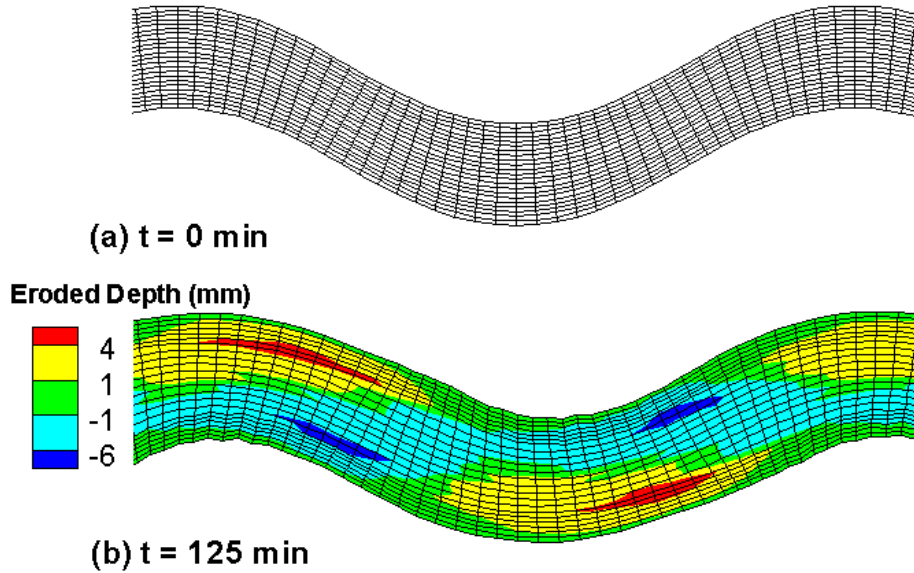 (a) t = 0 min
Eroded Depth (mm)
4
1
-1
-6
(b) t = 125 min